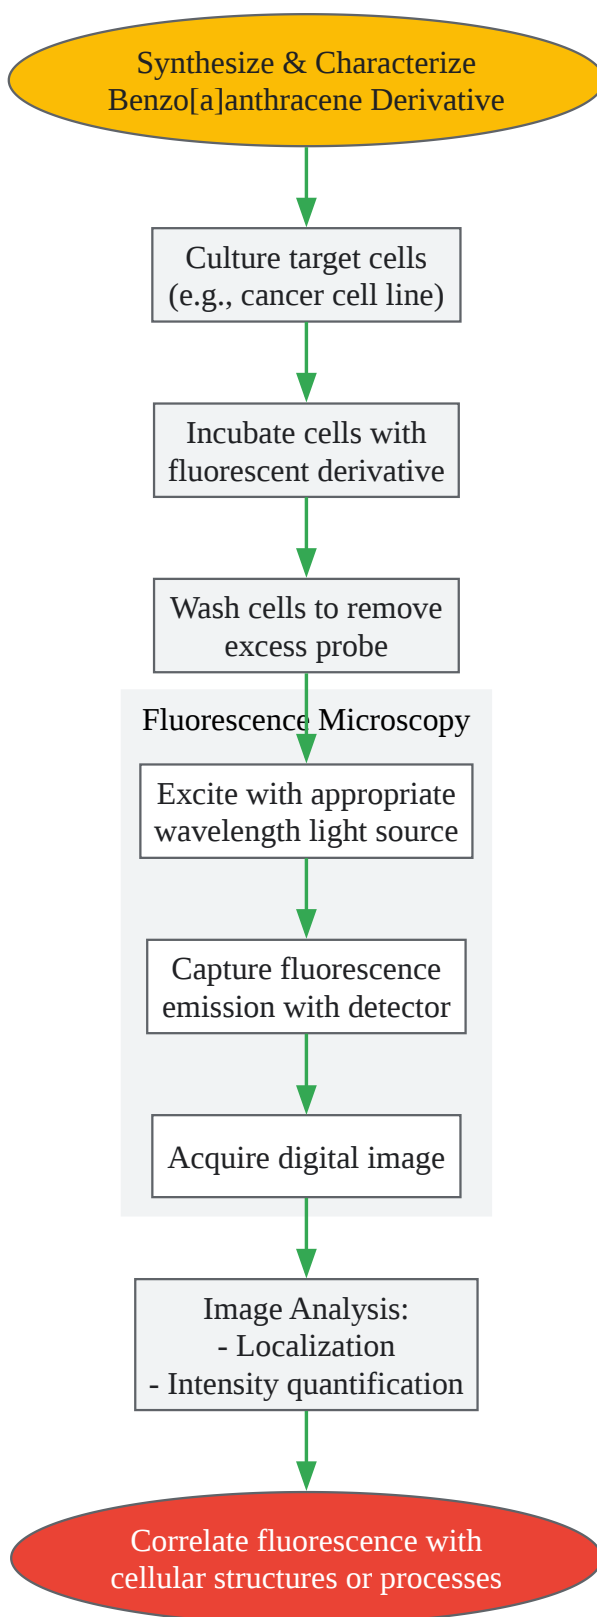 Synthesize & Characterize
Benzo[a]anthracene Derivative
Culture target cells
(e.g., cancer cell line)
Incubate cells with
fluorescent derivative
Wash cells to remove
excess probe
Fluorescence Microscopy
Excite with appropriate
wavelength light source
Capture fluorescence
emission with detector
Acquire digital image
Image Analysis:
- Localization
- Intensity quantification
Correlate fluorescence with
cellular structures or processes